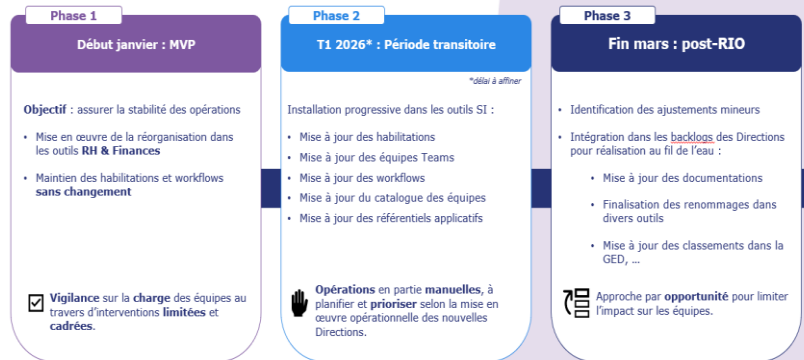 Phase 1
Début janvier : MVP
Objectif : assurer la stabilité des opérations
• Mise en œuvre de la réorganisation dans
les outils RH & Finances
• Maintien des habilitations et workflows
sans changement
Vigilance sur la charge des équipes au
travers d'interventions limitées et
cadrées.
Phase 2
T1 2026* : Période transitoire
*délai à affiner
Installation progressive dans les outils SI :
• Mise à jour des habilitations
• Mise à jour des équipes Teams
• Mise à jour des workflows
• Mise à jour du catalogue des équipes
• Mise à jour des référentiels applicatifs
Opérations en partie manuelles, à
planifier et prioriser selon la mise en
œuvre opérationnelle des nouvelles
Directions.
Phase 3
Fin mars : post-RIO
• Identification des ajustements mineurs
• Intégration dans les backlogs des Directions
pour réalisation au fil de l'eau :
• Mise à jour des documentations
• Finalisation des renommages dans
divers outils
• Mise à jour des classements dans la
GED, ...
Approche par opportunité pour limiter
l'impact sur les équipes.